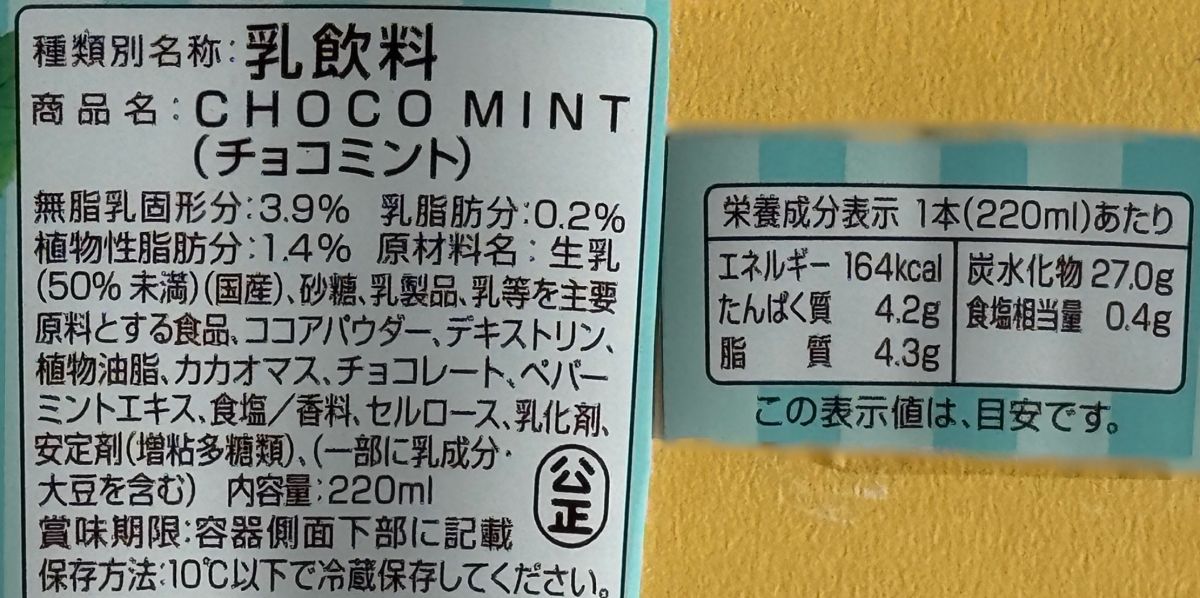 種類別名称:乳飲料
商品名:CHOCO MINT
(チョコミント)
無脂乳固形分:3.9% 乳脂肪分:0.2%
植物性脂肪分:1.4% 原材料名:生乳
(50%未満)(国産)、砂糖、乳製品、乳等を主要
原料とする食品、ココアパウダー、デキストリン、
植物油脂、カカオマス、チョコレート、ペパー
ミントエキス、食塩/香料、セルロース、乳化剤、
安定剤(増粘多糖類)、(一部に乳成分・
大豆を含む) 内容量:220ml
公正
賞味期限:容器側面下部に記載
保存方法:10℃以下で冷蔵保存してください。
栄養成分表示 1本(220ml)あたり
エネルギー 164kcal
たんぱく質 4.2g
脂質 4.3g
炭水化物 27.0g
食塩相当量 0.4g
この表示値は、目安です。